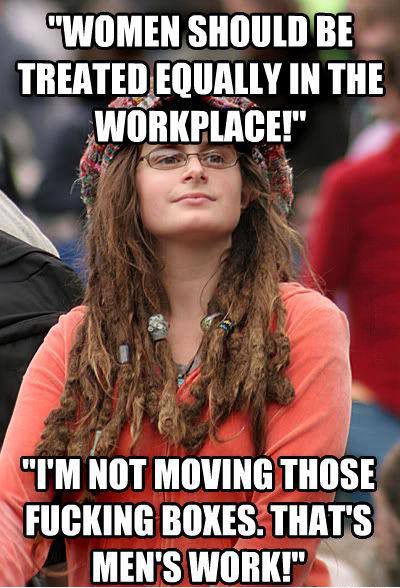 "WOMEN SHOULD BE
TREATED EQUALLY IN THE
WORKPLACE!"
"I'M NOT MOVING THOSE
FUCKING BOXES. THAT'S
MEN'S WORK!"